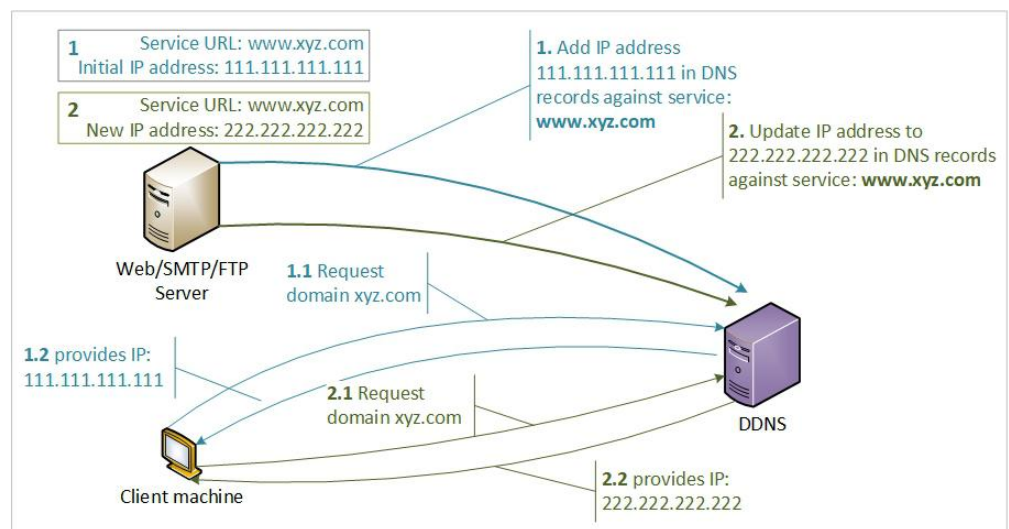 1 Service URL: www.xyz.com
Initial IP address: 111.111.111.111
2 Service URL: www.xyz.com
New IP address: 222.222.222.222
1. Add IP address
111.111.111.111 in DNS
records against service:
www.xyz.com
2. Update IP address to
222.222.222.222 in DNS records
against service: www.xyz.com
Web/SMTP/FTP
Server
1.1 Request
domain xyz.com
1.2 provides IP:
111.111.111.111
2.1 Request
domain xyz.com
DDNS
2.2 provides IP:
222.222.222.222
Client machine